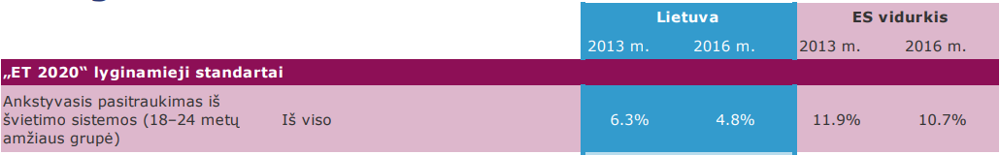 Lietuva ES vidurkis
2013 m. 2016 m. 2013 m. 2016 m.
„ET 2020“ lyginamieji standartai
Ankstyvasis pasitraukimas iš
švietimo sistemos (18–24 metų Iš viso 6.3% 4.8% 11.9% 10.7%
amžiaus grupė)